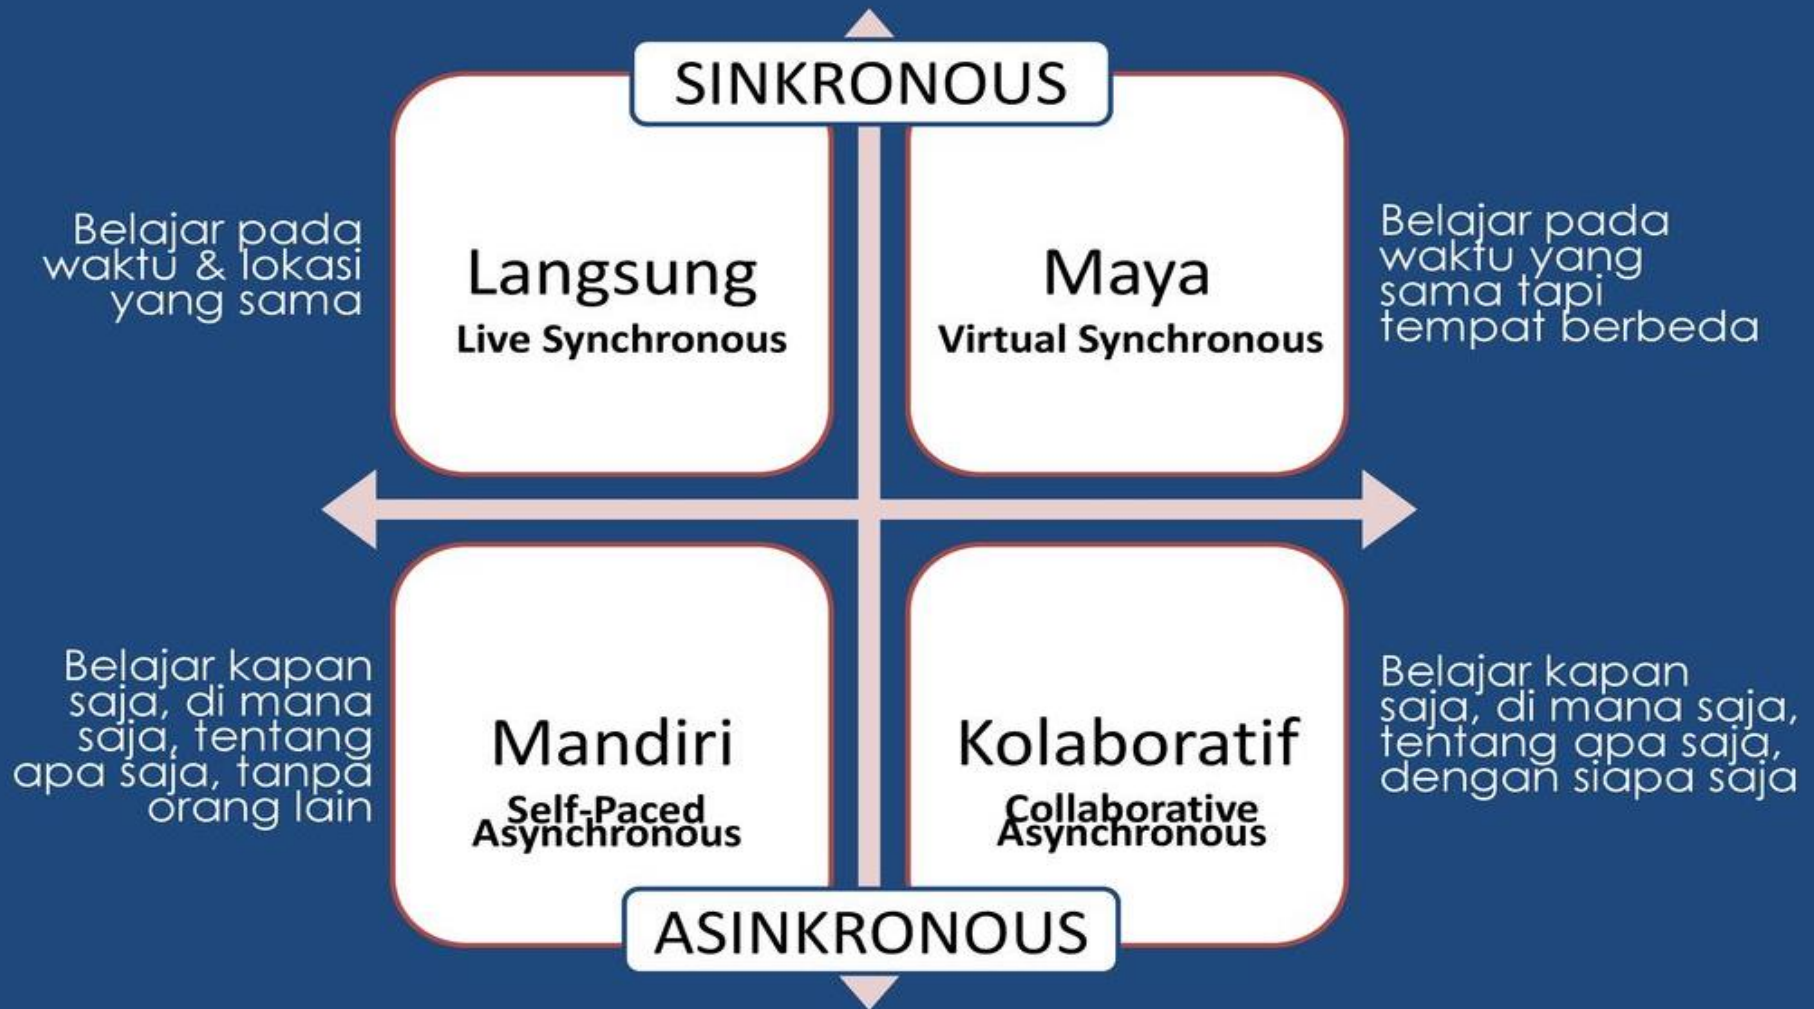 SINKRONOUS
Belajar pada
waktu & lokasi
yang sama
Langsung
Live Synchronous
Maya
Virtual Synchronous
Belajar pada
waktu yang
sama tapi
tempat berbeda
Belajar kapan
saja, di mana
saja, tentang
apa saja, tanpa
orang lain
Mandiri
Self-Paced
Asynchronous
Kolaboratif
Collaborative
Asynchronous
Belajar kapan
saja, di mana saja,
tentang apa saja,
dengan siapa saja
ASINKRONOUS